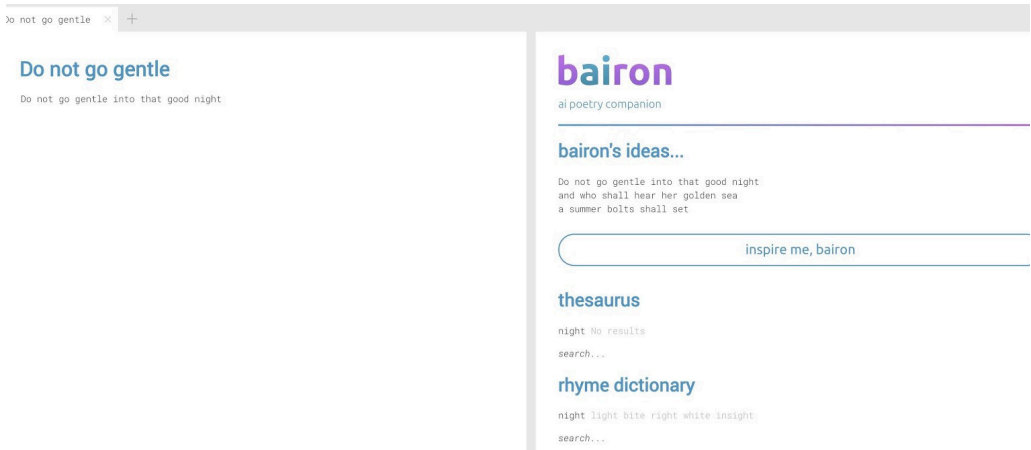 Do not go gentle × +
Do not go gentle
Do not go gentle into that good night
bairon
ai poetry companion
bairon's ideas...
Do not go gentle into that good night
and who shall hear her golden sea
a summer bolts shall set
inspire me, bairon
thesaurus
night No results
search...
rhyme dictionary
night light bite right white insight
search...